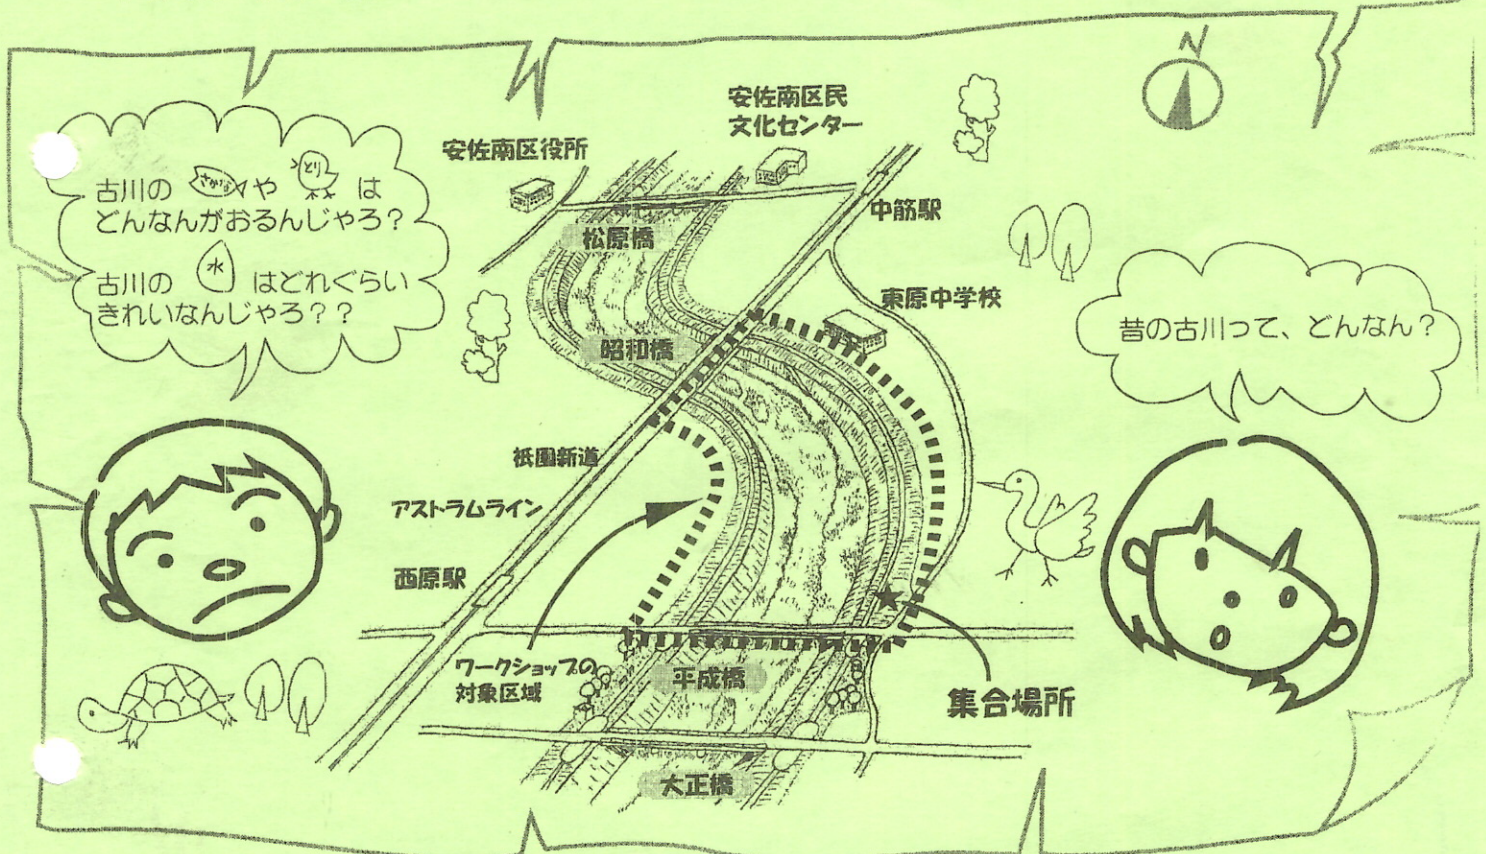 N
安佐南区民
文化センター
安佐南区役所
古川の さかな や とり は
どんなんがおるんじゃろ？
古川の 水 はどれぐらい
きれいなんじゃろ？？
松原橋
中筋駅
東原中学校
昔の古川って、どんなん？
昭和橋
祇園新道
アストラムライン
西原駅
ワークショップの
対象区域
平成橋
集合場所
大正橋